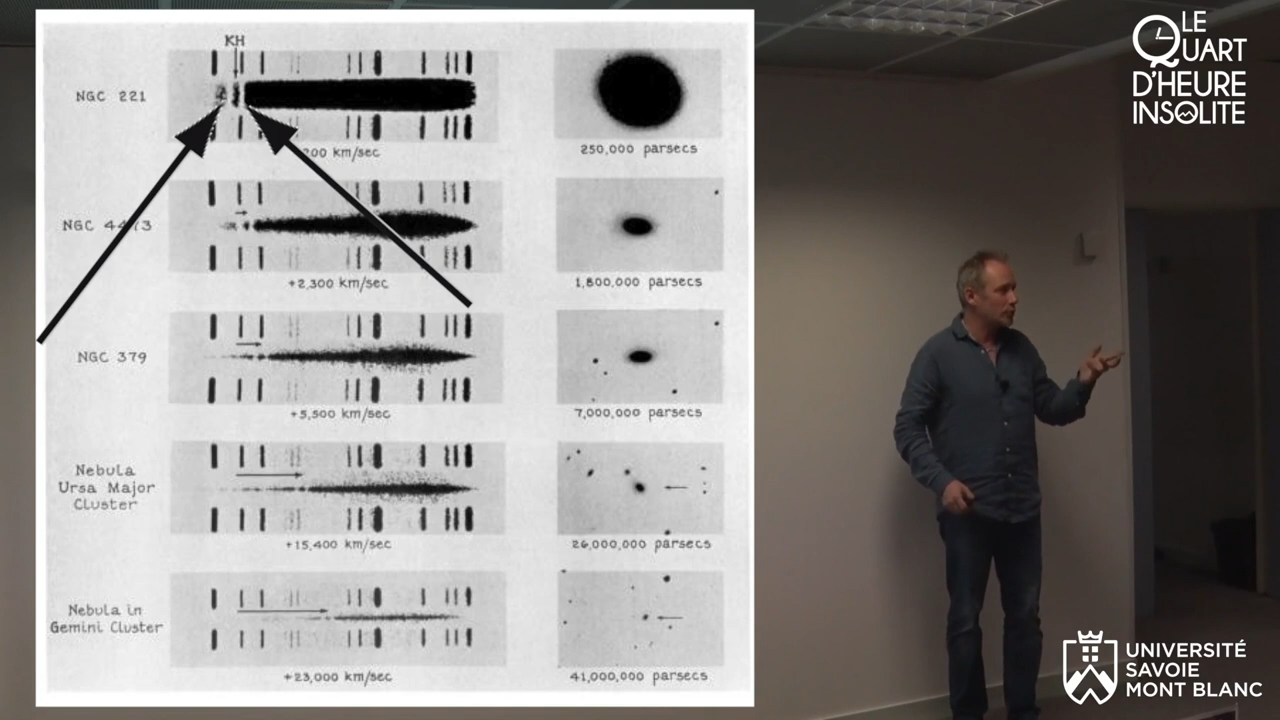 KH
NGC 221
200 km/sec
250,000 parsecs
NGC 4473
+2,300 km/sec
1,800,000 parsecs
NGC 379
+5,500 km/sec
7,000,000 parsecs
Nebula
Ursa Major
Cluster
+15,400 km/sec
26,000,000 parsecs
Nebula in
Gemini Cluster
+23,000 km/sec
41,000,000 parsecs
LE
QUART
D'HEURE
INSOLITE
UNIVERSITÉ
SAVOIE
MONT BLANC